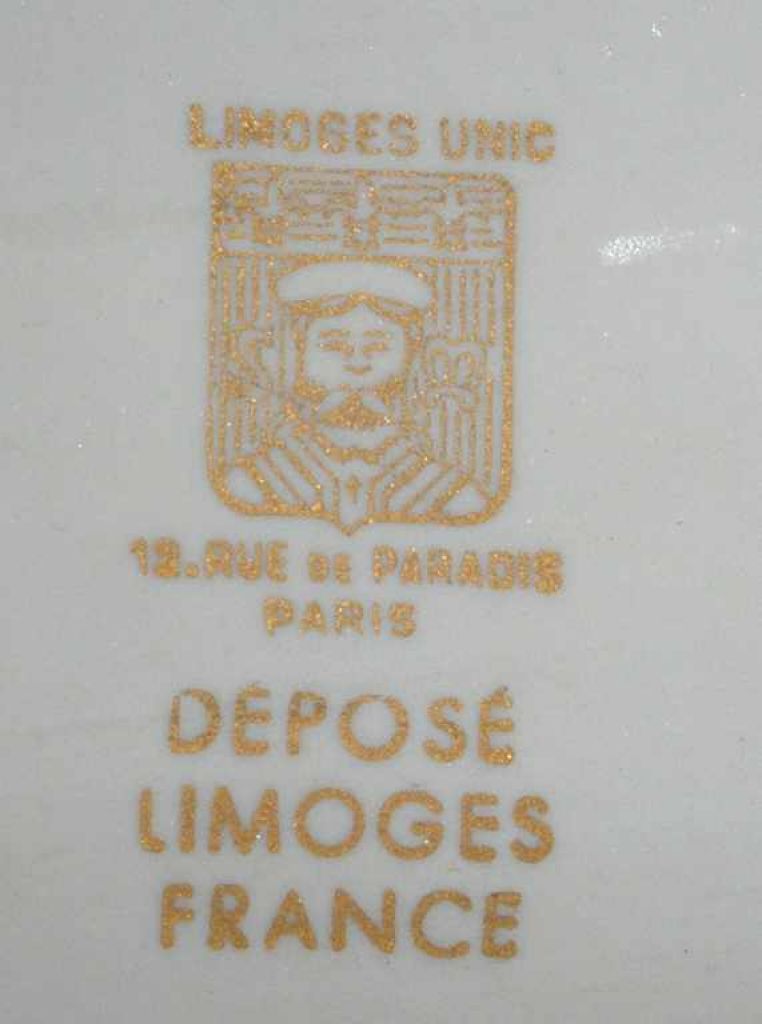 LIMOGES UNIC
12.RUE DE PARADIS
PARIS
DÉPOSÉ
LIMOGES
FRANCE